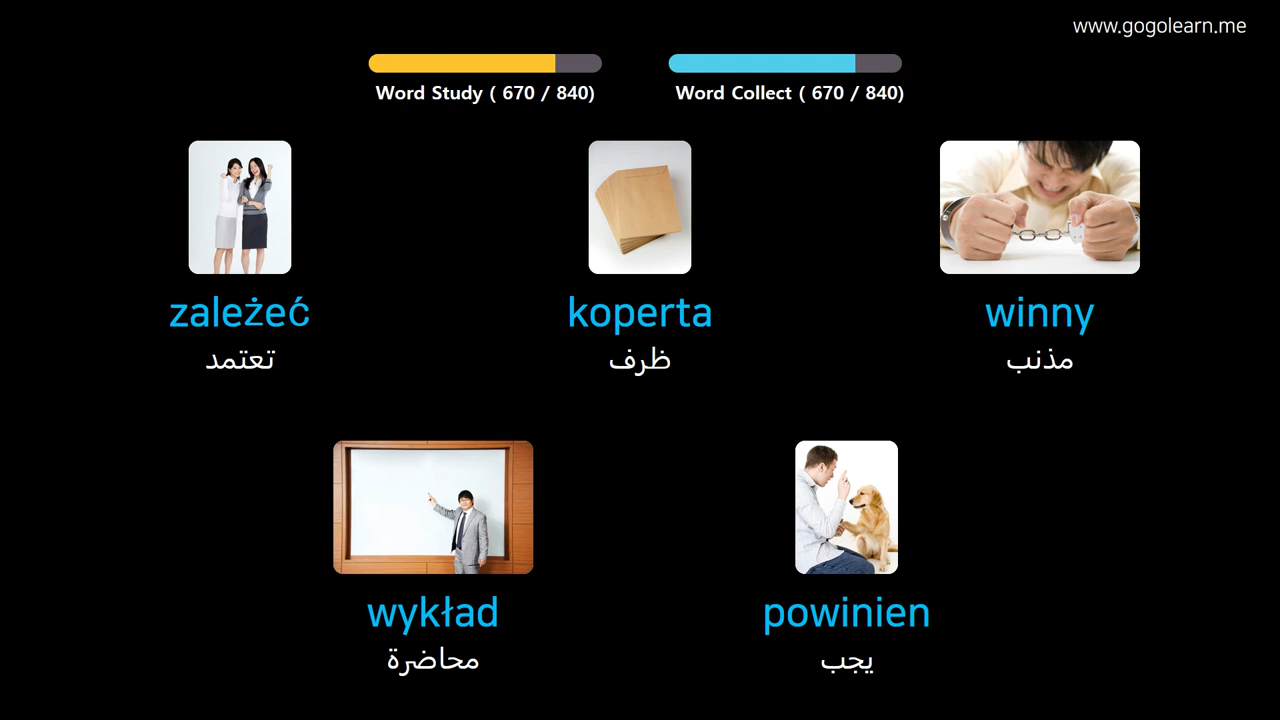 www.gogolearn.me
Word Study ( 670 / 840)
Word Collect ( 670 / 840)
zależeć
تعتمد
koperta
ظرف
winny
مذنب
wykład
محاضرة
powinien
يجب